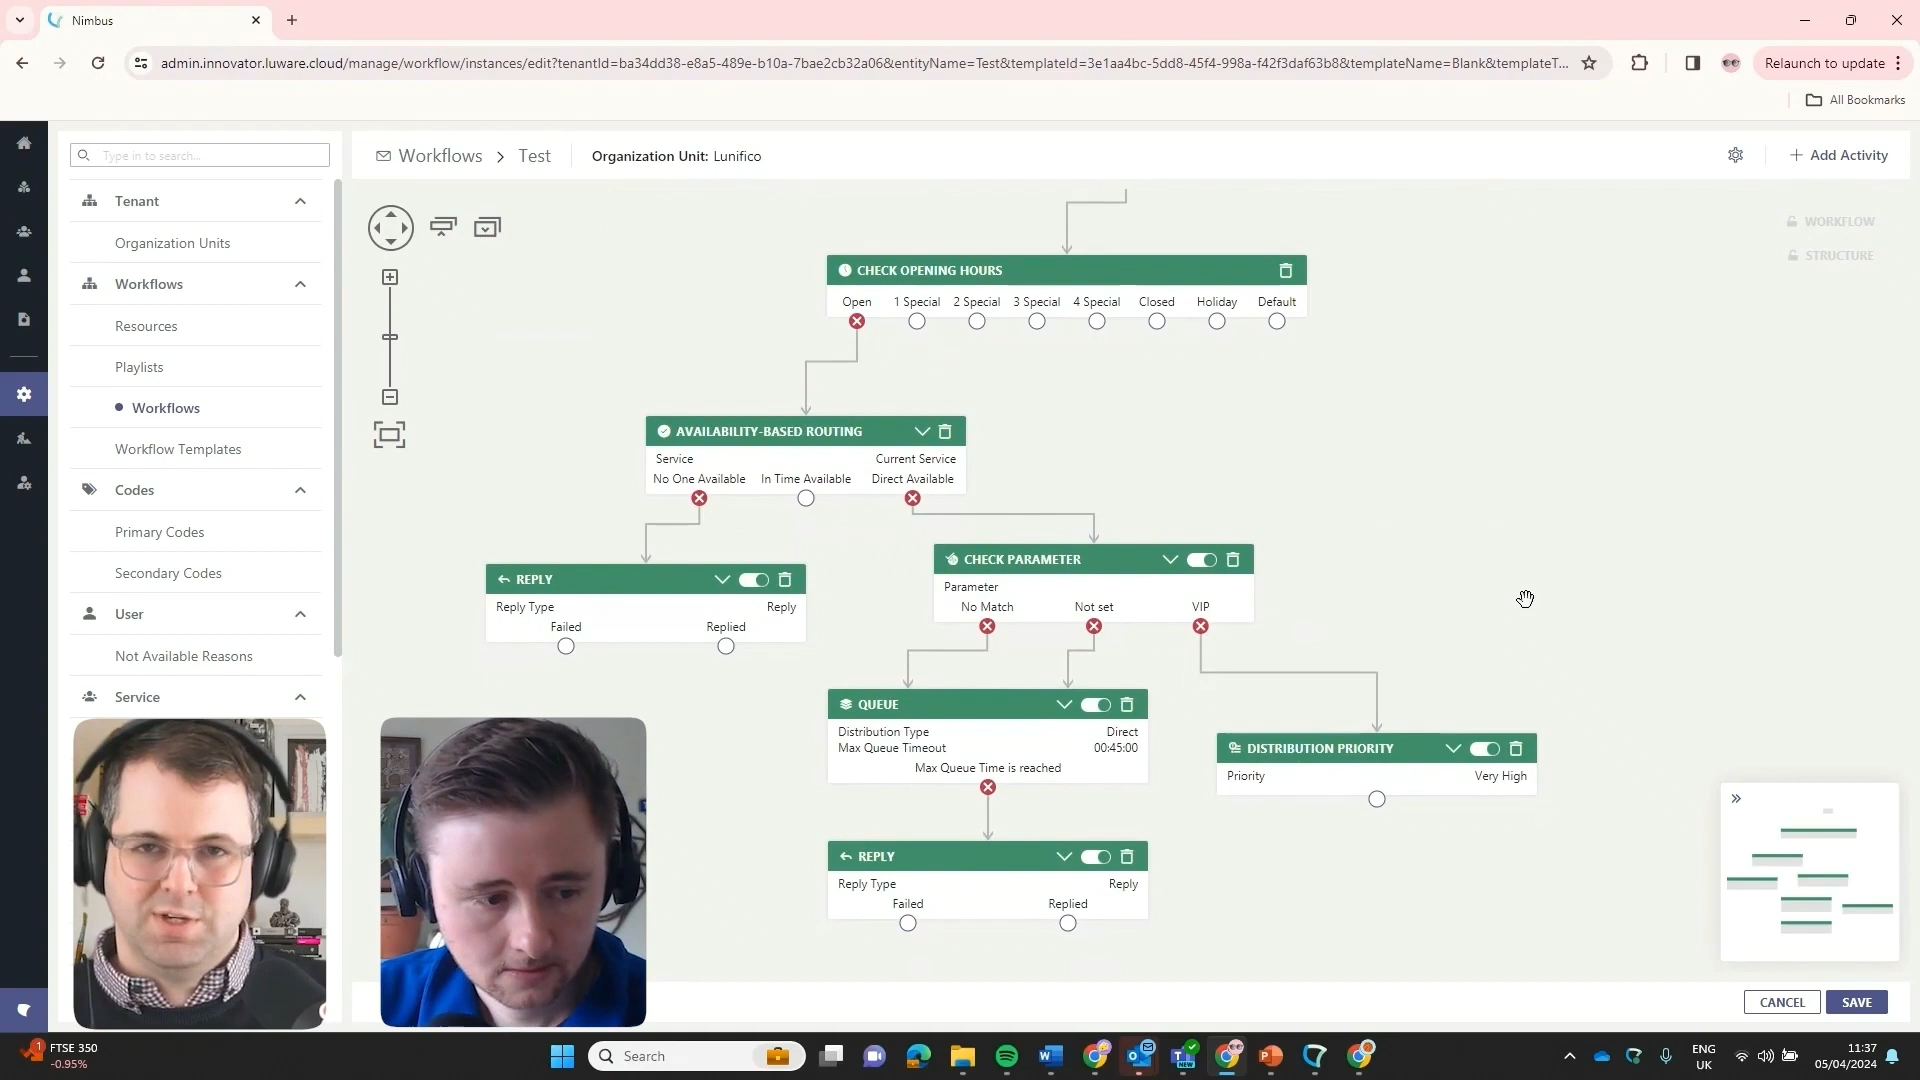 Nimbus
admin.innovator.luware.cloud/manage/workflow/instances/edit?tenantId=ba34dd38-e8a5-489e-b10a-7bae2cb32a06&entityName=Test&templateId=3e1aa4bc-5dd8-45f4-998a-f42f3daf63b8&templateName=Blank&templateT...
Relaunch to update
All Bookmarks
Type in to search...
Workflows > Test
Organization Unit: Lunifico
+ Add Activity
Tenant
Organization Units
Workflows
Resources
Playlists
Workflows
Workflow Templates
Codes
Primary Codes
Secondary Codes
User
Not Available Reasons
Service
WORKFLOW
STRUCTURE
CHECK OPENING HOURS
Open 1 Special 2 Special 3 Special 4 Special Closed Holiday Default
AVAILABILITY-BASED ROUTING
Service Current Service
No One Available In Time Available Direct Available
REPLY
Reply Type Reply
Failed Replied
CHECK PARAMETER
Parameter
No Match Not set VIP
QUEUE
Distribution Type Direct
Max Queue Timeout 00:45:00
Max Queue Time is reached
DISTRIBUTION PRIORITY
Priority Very High
REPLY
Reply Type Reply
Failed Replied
CANCEL
SAVE
1
FTSE 350
-0.95%
Search
NEW
ENG
UK
11:37
05/04/2024